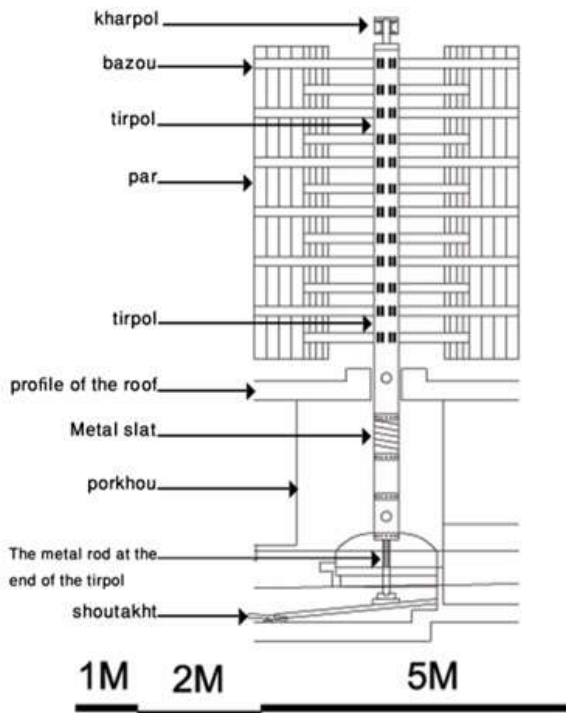 kharpol
bazou
tirpol
par
tirpol
profile of the roof
Metal slat
porkhou
The metal rod at the
end of the tirpol
shoutakht
1M 2M 5M